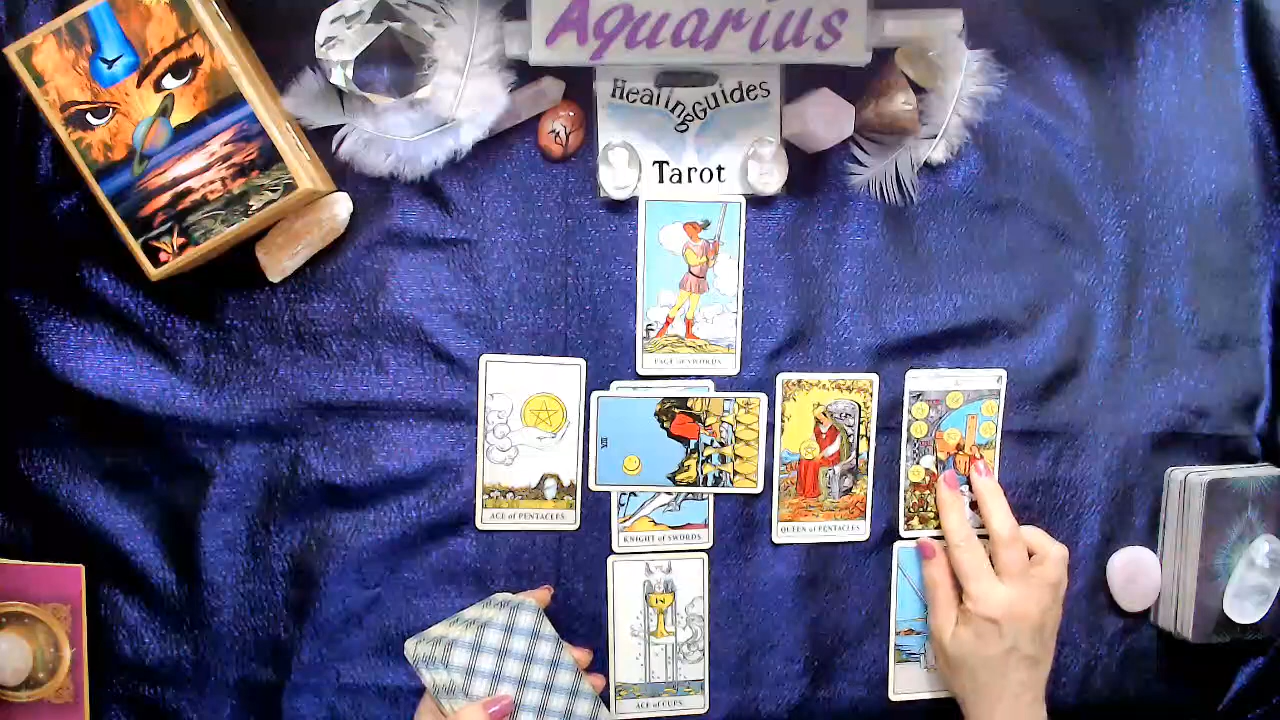 Aquarius
Healing Guides
Tarot
PAGE of SWORDS.
ACE of PENTACLES.
VIII
KNIGHT of SWORDS.
QUEEN of PENTACLES
ACE of CUPS.